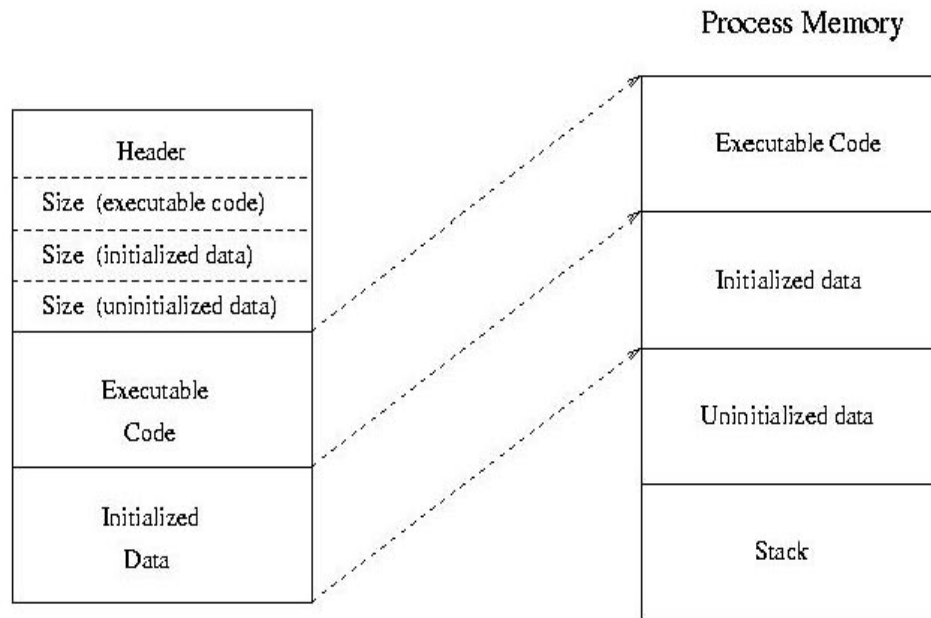 Process Memory
Header
Size (executable code)
Size (initialized data)
Size (uninitialized data)
Executable
Code
Initialized
Data
Executable Code
Initialized data
Uninitialized data
Stack